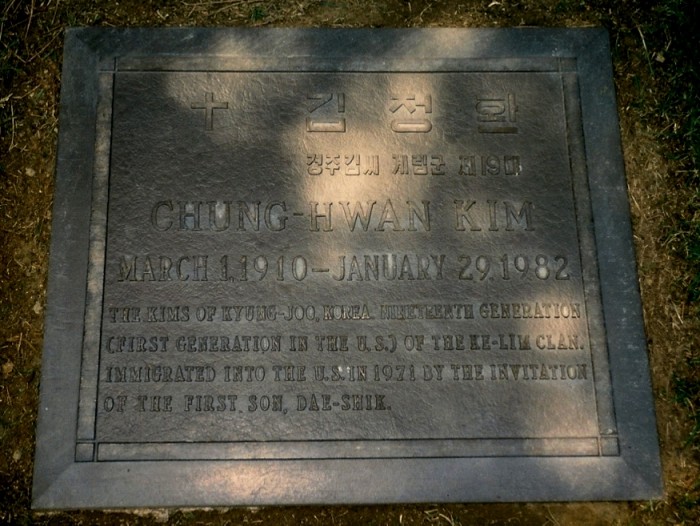 김정환
경주김씨 계림군 제19대
CHUNG-HWAN KIM
MARCH 1, 1910 – JANUARY 29, 1982
THE KIMS OF KYUNG-JOO, KOREA NINETEENTH GENERATION
(FIRST GENERATION IN THE U.S.) OF THE KE-LIM CLAN.
IMMIGRATED INTO THE U.S. IN 1971 BY THE INVITATION
OF THE FIRST SON, DAE-SHIK.